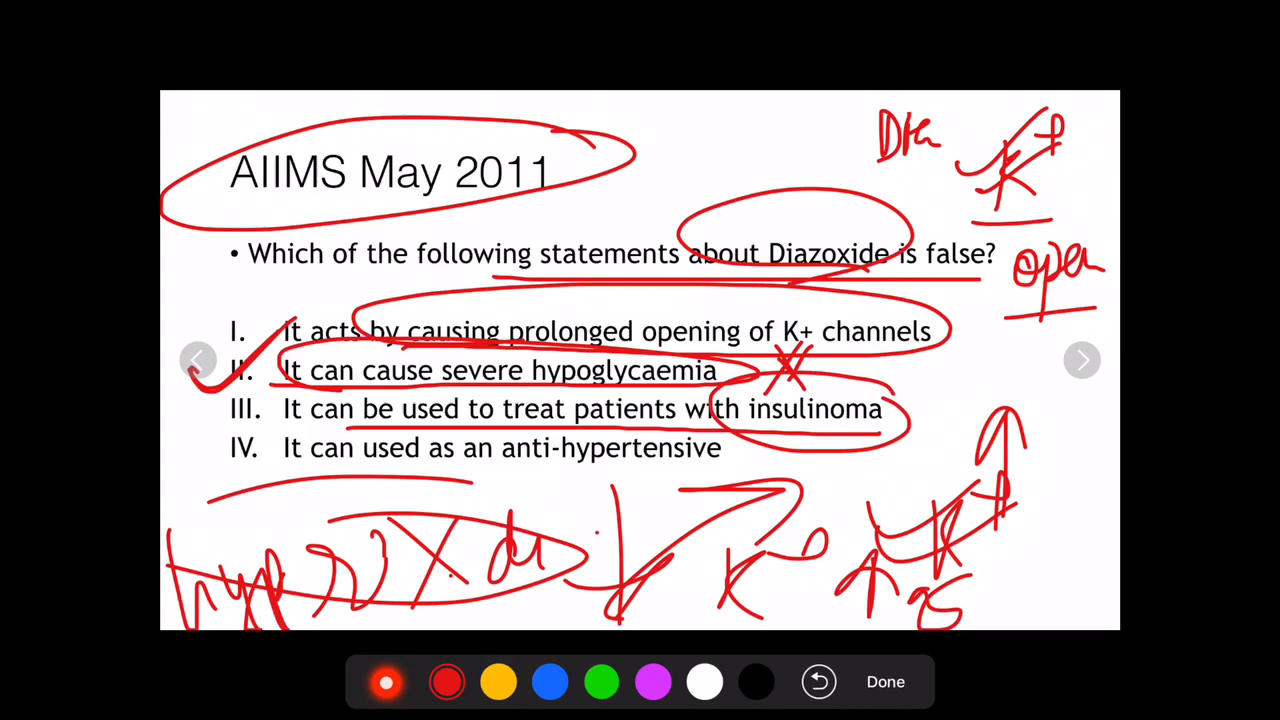 AIIMS May 2011
Dia K+
• Which of the following statements about Diazoxide is false?
open
I. It acts by causing prolonged opening of K+ channels
II. It can cause severe hypoglycaemia
III. It can be used to treat patients with insulinoma
IV. It can used as an anti-hypertensive
Done